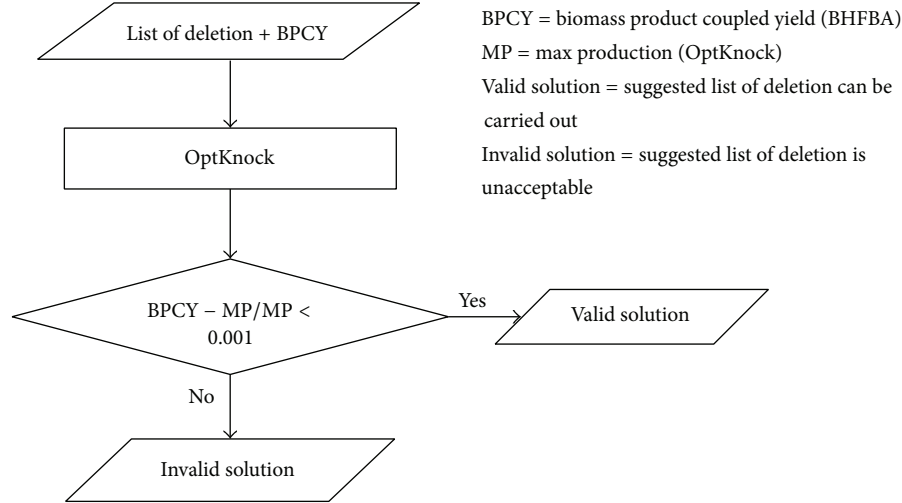 List of deletion + BPCY
BPCY = biomass product coupled yield (BHFBA)
MP = max production (OptKnock)
Valid solution = suggested list of deletion can be
carried out
Invalid solution = suggested list of deletion is
unacceptable
OptKnock
BPCY − MP/MP <
0.001
Yes
Valid solution
No
Invalid solution